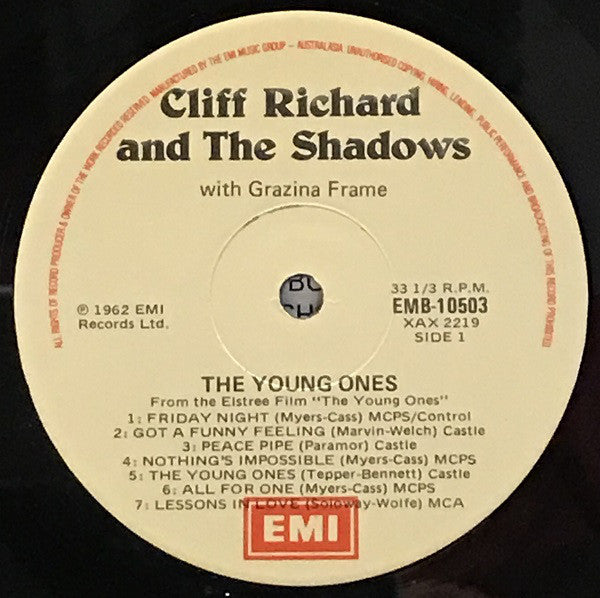 ALL RIGHTS OF RECORD PRODUCER & OWNER OF THE WORK RECORDED RESERVED. MANUFACTURED BY THE EMI MUSIC GROUP - AUSTRALASIA. UNAUTHORISED COPYING, HIRING, LENDING, PUBLIC PERFORMANCE AND BROADCASTING OF THIS RECORD PROHIBITED
Cliff Richard
and The Shadows
with Grazina Frame
℗ 1962 EMI
Records Ltd.
33 1/3 R.P.M.
EMB-10503
XAX 2219
SIDE 1
THE YOUNG ONES
From the Elstree Film "The Young Ones"
1: FRIDAY NIGHT (Myers-Cass) MCPS/Control
2: GOT A FUNNY FEELING (Marvin-Welch) Castle
3: PEACE PIPE (Paramor) Castle
4: NOTHING'S IMPOSSIBLE (Myers-Cass) MCPS
5: THE YOUNG ONES (Tepper-Bennett) Castle
6: ALL FOR ONE (Myers-Cass) MCPS
7: LESSONS IN LOVE (Soloway-Wolfe) MCA
EMI